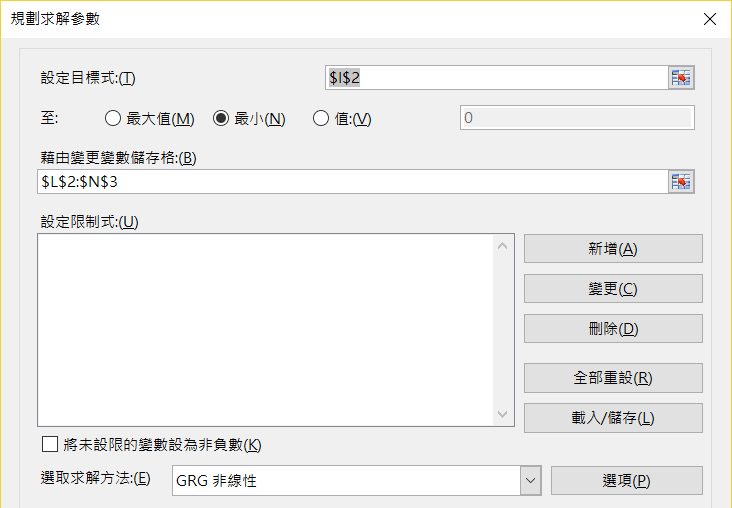 規劃求解參數
設定目標式:(T) $I$2
至: 最大值(M) 最小(N) 值:(V) 0
藉由變更變數儲存格:(B)
$L$2:$N$3
設定限制式:(U)
新增(A)
變更(C)
刪除(D)
全部重設(R)
載入/儲存(L)
將未設限的變數設為非負數(K)
選取求解方法:(E) GRG 非線性 選項(P)